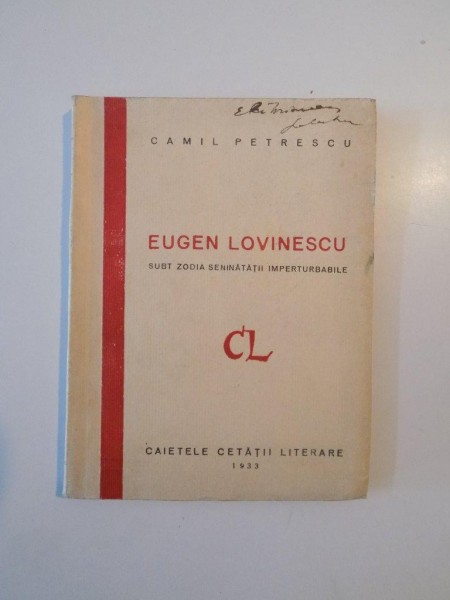 CAMIL PETRESCU
EUGEN LOVINESCU
SUBT ZODIA SENINĂTĂȚII IMPERTURBABILE
CL
CAIETELE CETĂȚII LITERARE
1933